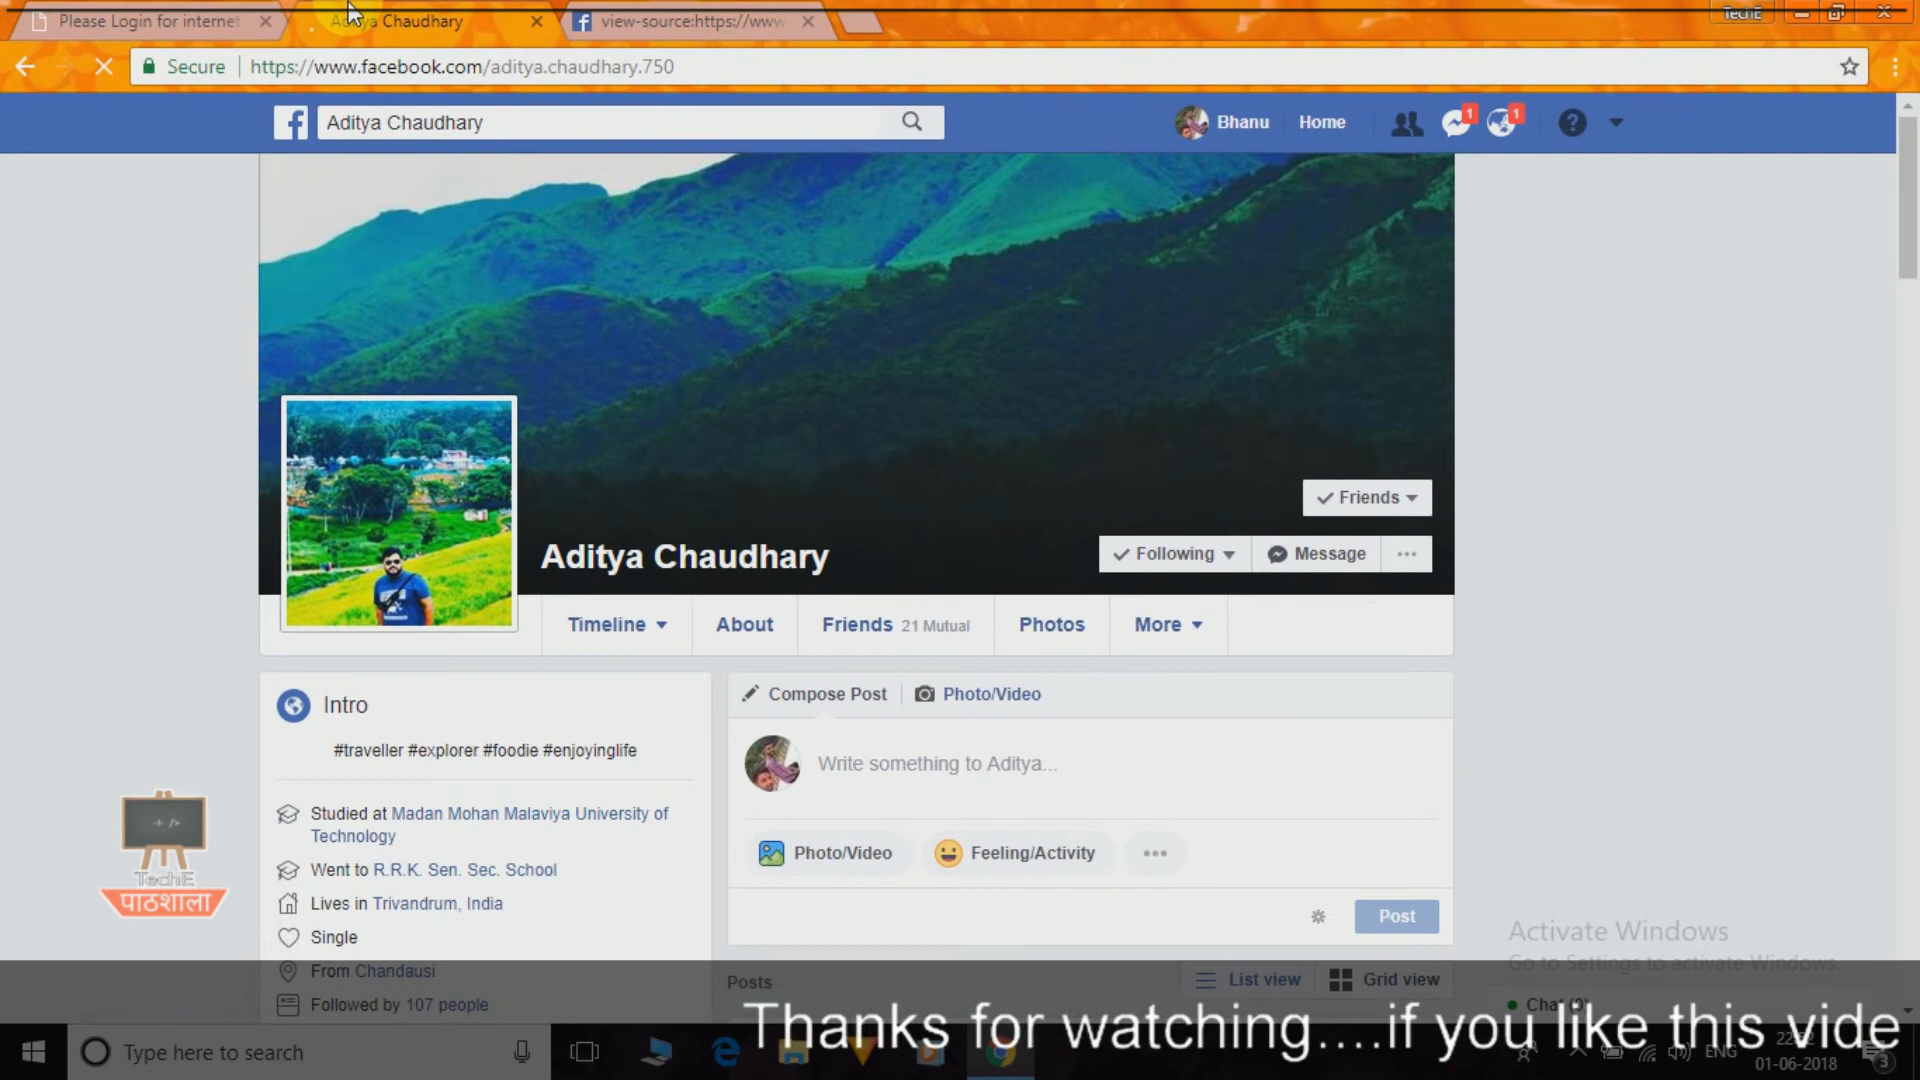 Please Login for internet
Aditya Chaudhary
view-source:https://www
TechE
Secure
https://www.facebook.com/aditya.chaudhary.750
Aditya Chaudhary
Bhanu
Home
1
1
?
Friends
Aditya Chaudhary
Following
Message
Timeline
About
Friends 21 Mutual
Photos
More
Intro
#traveller #explorer #foodie #enjoyinglife
Studied at Madan Mohan Malaviya University of
Technology
Went to R.R.K. Sen. Sec. School
Lives in Trivandrum, India
Single
From Chandausi
Followed by 107 people
Compose Post
Photo/Video
Write something to Aditya...
Photo/Video
Feeling/Activity
Post
Posts
List view
Grid view
TechE
पाठशाला
Activate Windows
Go to Settings to activate Windows.
Chat
Thanks for watching....if you like this vide
Type here to search
ENG
01-06-2018
3